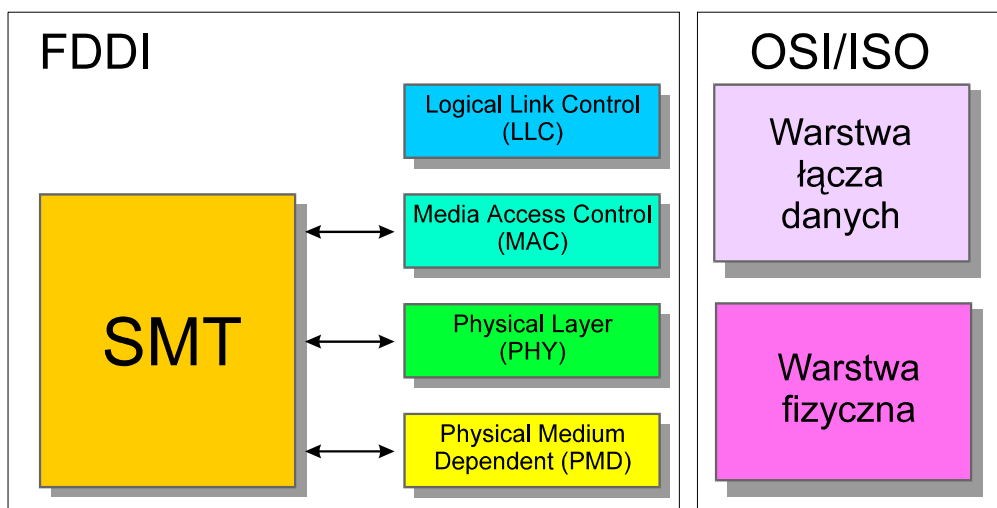 FDDI
Logical Link Control
(LLC)
SMT
Media Access Control
(MAC)
Physical Layer
(PHY)
Physical Medium
Dependent (PMD)
OSI/ISO
Warstwa
łącza
danych
Warstwa
fizyczna